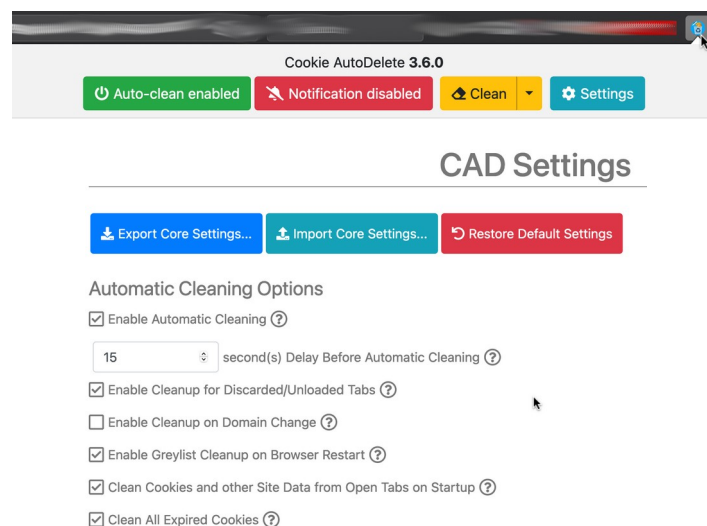 Cookie AutoDelete 3.6.0
Auto-clean enabled Notification disabled Clean Settings
CAD Settings
Export Core Settings... Import Core Settings... Restore Default Settings
Automatic Cleaning Options
Enable Automatic Cleaning ?
15 second(s) Delay Before Automatic Cleaning ?
Enable Cleanup for Discarded/Unloaded Tabs ?
Enable Cleanup on Domain Change ?
Enable Greylist Cleanup on Browser Restart ?
Clean Cookies and other Site Data from Open Tabs on Startup ?
Clean All Expired Cookies ?